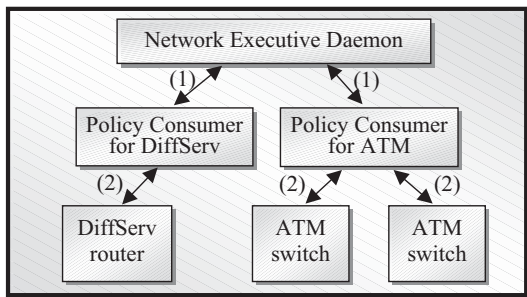 Network Executive Daemon
(1) (1)
Policy Consumer
for DiffServ
Policy Consumer
for ATM
(2) (2) (2)
DiffServ
router
ATM
switch
ATM
switch